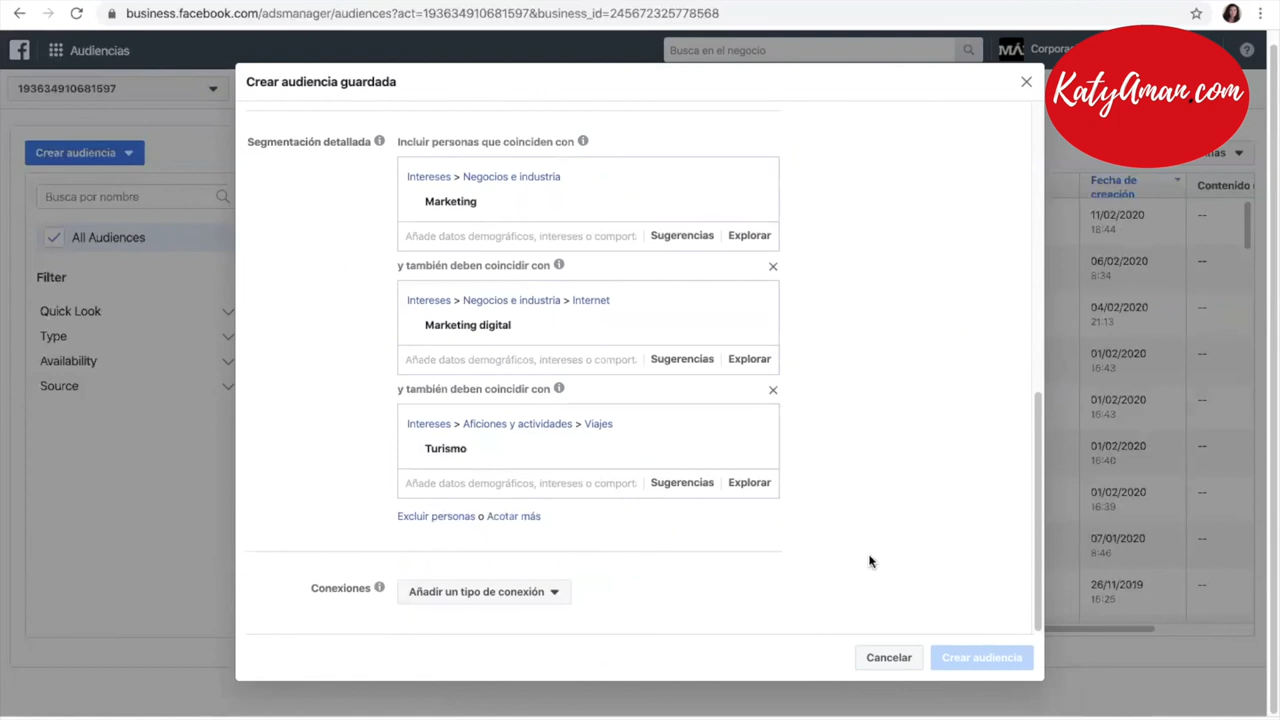 business.facebook.com/adsmanager/audiences?act=193634910681597&business_id=245672325778568
Audiencias
Busca en el negocio
MÁ
Corpora
KatyAman.com
193634910681597
Crear audiencia guardada
Crear audiencia
Busca por nombre
All Audiences
Filter
Quick Look
Type
Availability
Source
Segmentación detallada
Incluir personas que coinciden con
Intereses > Negocios e industria
Marketing
Añade datos demográficos, intereses o comport. Sugerencias Explorar
y también deben coincidir con
Intereses > Negocios e industria > Internet
Marketing digital
Añade datos demográficos, intereses o comport. Sugerencias Explorar
y también deben coincidir con
Intereses > Aficiones y actividades > Viajes
Turismo
Añade datos demográficos, intereses o comport. Sugerencias Explorar
Excluir personas o Acotar más
Conexiones
Añadir un tipo de conexión
Cancelar
Crear audiencia
Fecha de
creación
Contenido
11/02/2020 --
18:44
06/02/2020 --
8:34
04/02/2020 --
21:13
01/02/2020 --
16:43
01/02/2020 --
16:43
01/02/2020 --
16:40
01/02/2020 --
16:39
07/01/2020 --
8:46
26/11/2019 --
16:25